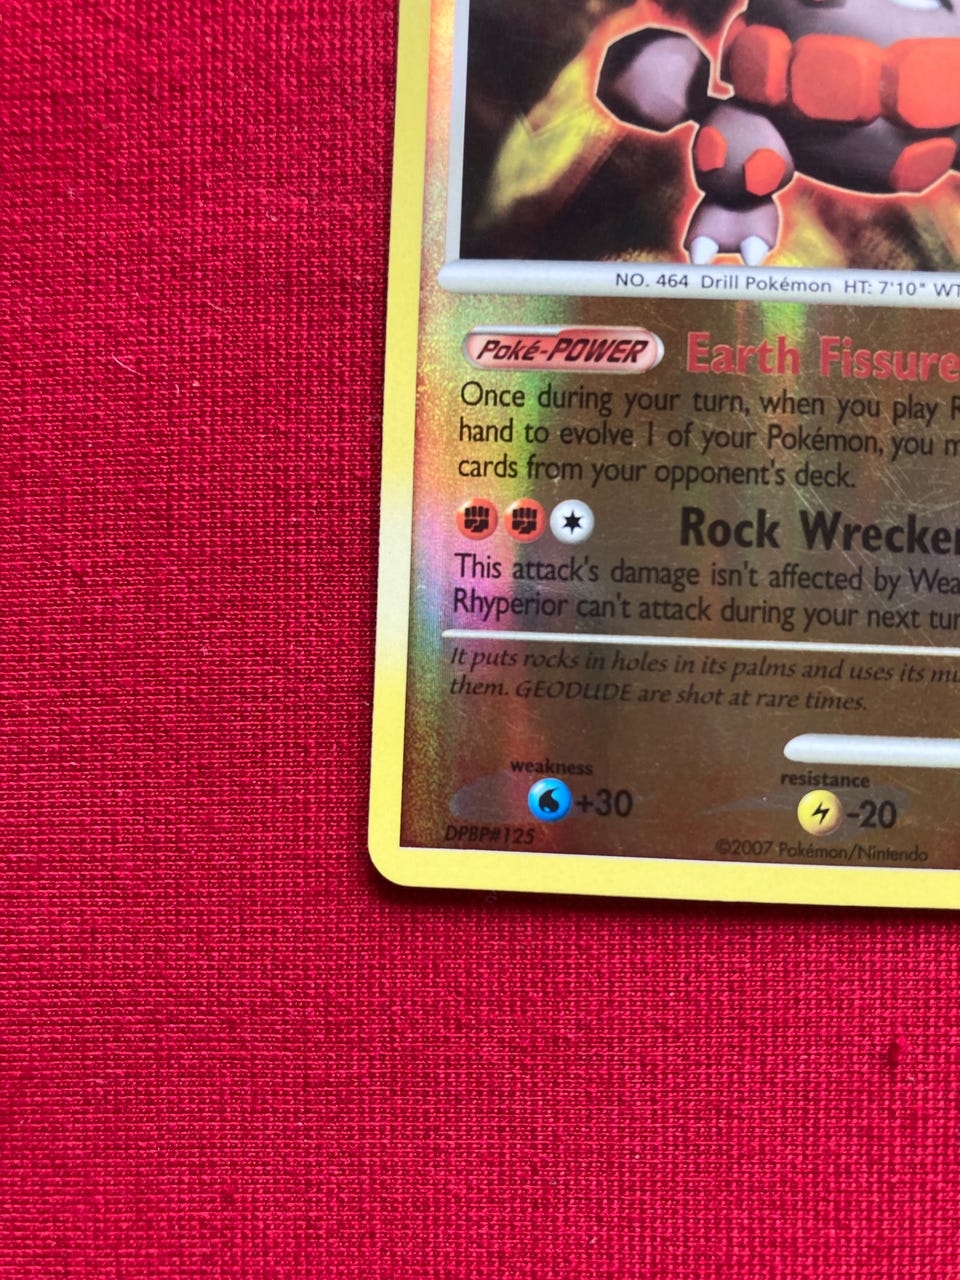 NO. 464 Drill Pokémon HT: 7'10" WT
Poké-POWER Earth Fissure
Once during your turn, when you play
hand to evolve 1 of your Pokémon, you
cards from your opponent's deck.
Rock Wrecker
This attack's damage isn't affected by
Rhyperior can't attack during your next
It puts rocks in holes in its palms and uses its
them. GEODUDE are shot at rare times.
weakness resistance
+30 -20
DPBP#125
©2007 Pokémon/Nintendo